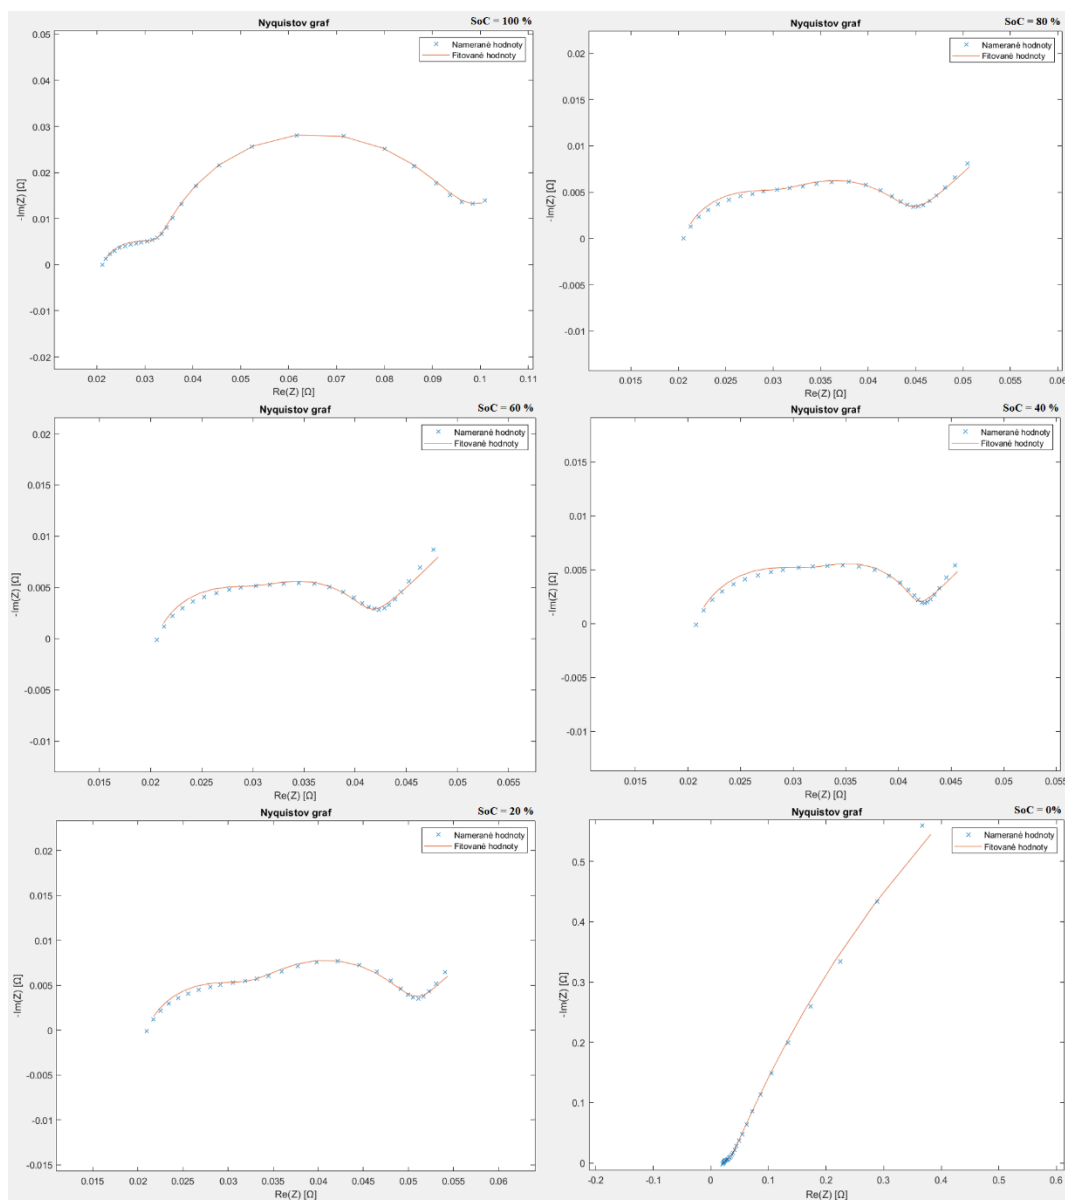 Nyquistov graf
SoC = 100 %
Namerané hodnoty
Fitované hodnoty
-Im(Z) [Ω]
0.05
0.04
0.03
0.02
0.01
0
-0.01
-0.02
0.02 0.03 0.04 0.05 0.06 0.07 0.08 0.09 0.1 0.11
Re(Z) [Ω]
Nyquistov graf
SoC = 80 %
Namerané hodnoty
Fitované hodnoty
-Im(Z) [Ω]
0.02
0.015
0.01
0.005
0
-0.005
-0.01
0.015 0.02 0.025 0.03 0.035 0.04 0.045 0.05 0.055 0.06
Re(Z) [Ω]
Nyquistov graf
SoC = 60 %
Namerané hodnoty
Fitované hodnoty
-Im(Z) [Ω]
0.02
0.015
0.01
0.005
0
-0.005
-0.01
0.015 0.02 0.025 0.03 0.035 0.04 0.045 0.05 0.055
Re(Z) [Ω]
Nyquistov graf
SoC = 40 %
Namerané hodnoty
Fitované hodnoty
-Im(Z) [Ω]
0.015
0.01
0.005
0
-0.005
-0.01
0.015 0.02 0.025 0.03 0.035 0.04 0.045 0.05 0.055
Re(Z) [Ω]
Nyquistov graf
SoC = 20 %
Namerané hodnoty
Fitované hodnoty
-Im(Z) [Ω]
0.02
0.015
0.01
0.005
0
-0.005
-0.01
-0.015
0.01 0.015 0.02 0.025 0.03 0.035 0.04 0.045 0.05 0.055 0.06
Re(Z) [Ω]
Nyquistov graf
SoC = 0%
Namerané hodnoty
Fitované hodnoty
-Im(Z) [Ω]
0.5
0.4
0.3
0.2
0.1
0
-0.2 -0.1 0 0.1 0.2 0.3 0.4 0.5 0.6
Re(Z) [Ω]